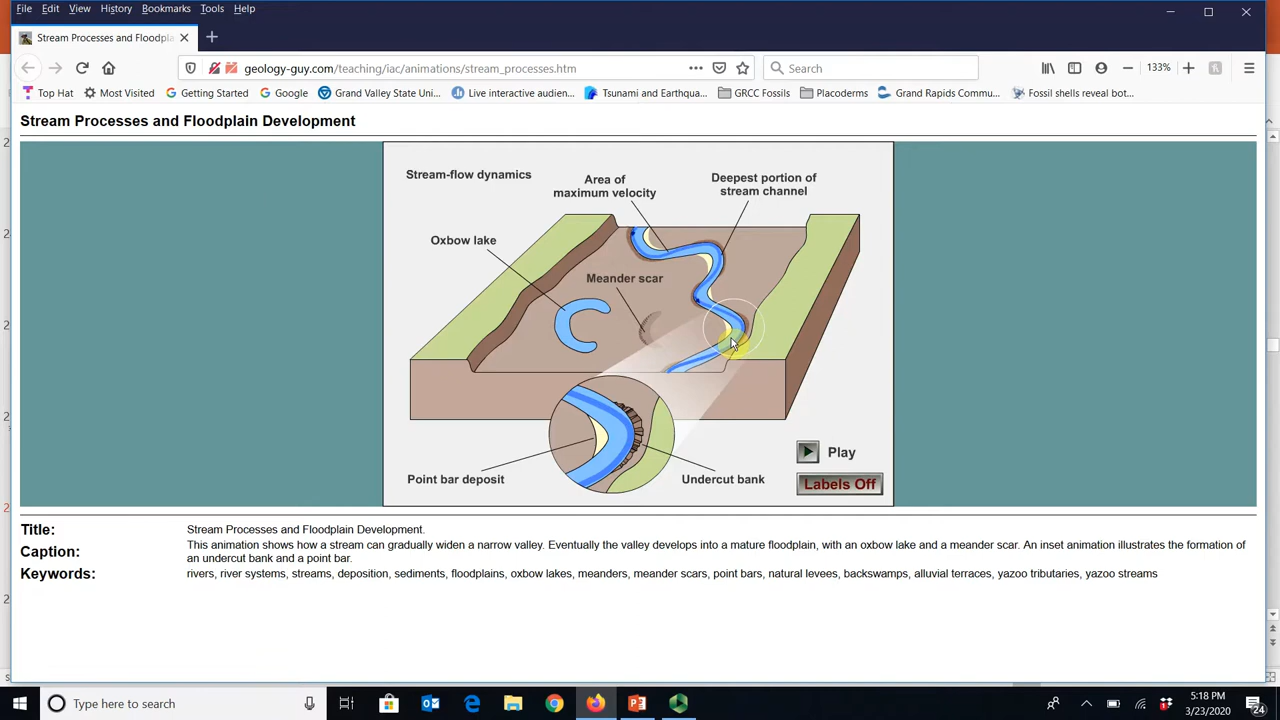 File Edit View History Bookmarks Tools Help
Stream Processes and Floodpla
geology-guy.com/teaching/iac/animations/stream_processes.htm
Search
133%
Top Hat Most Visited Getting Started Google Grand Valley State Uni... Live interactive audien... Tsunami and Earthqua... GRCC Fossils Placoderms Grand Rapids Commu... Fossil shells reveal bot...
Stream Processes and Floodplain Development
Stream-flow dynamics
Area of
maximum velocity
Deepest portion of
stream channel
Oxbow lake
Meander scar
Point bar deposit
Undercut bank
Play
Labels Off
Title: Stream Processes and Floodplain Development.
Caption: This animation shows how a stream can gradually widen a narrow valley. Eventually the valley develops into a mature floodplain, with an oxbow lake and a meander scar. An inset animation illustrates the formation of
an undercut bank and a point bar.
Keywords: rivers, river systems, streams, deposition, sediments, floodplains, oxbow lakes, meanders, meander scars, point bars, natural levees, backswamps, alluvial terraces, yazoo tributaries, yazoo streams
Type here to search
5:18 PM
3/23/2020
24